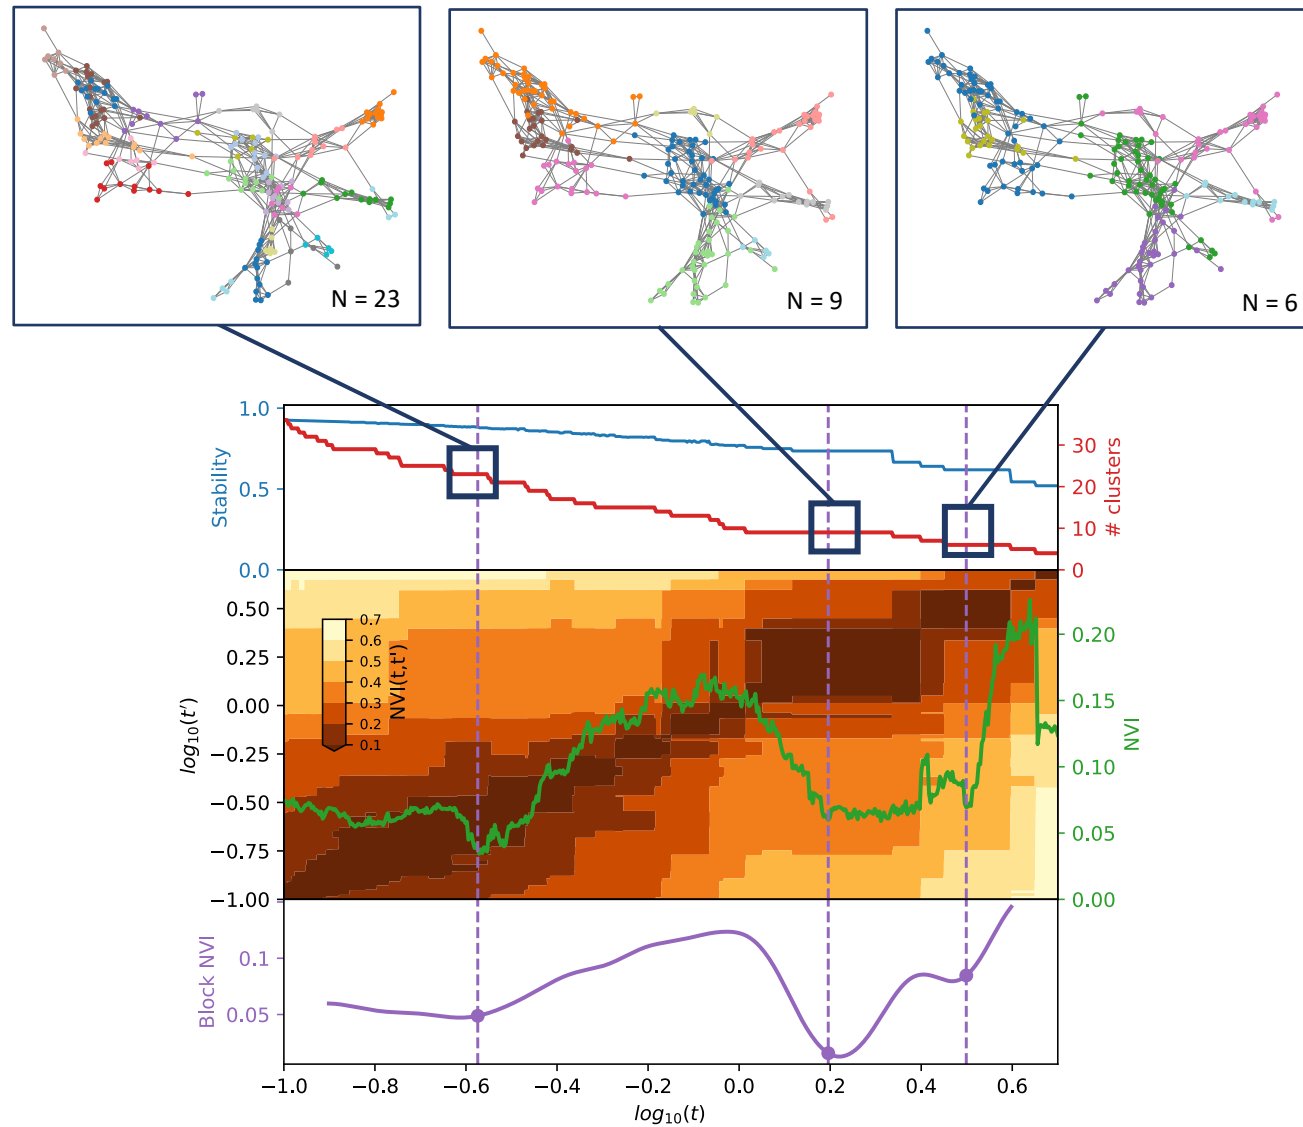 N = 23
N = 9
N = 6
1.0
0.5
0.0
Stability
30
20
10
0
# clusters
0.50
0.25
0.00
−0.25
−0.50
−0.75
−1.00
log10(t′)
0.7
0.6
0.5
0.4
0.3
0.2
0.1
NVI(t,t')
0.20
0.15
0.10
0.05
0.00
NVI
0.1
0.05
Block NVI
−1.0 −0.8 −0.6 −0.4 −0.2 0.0 0.2 0.4 0.6
log10(t)